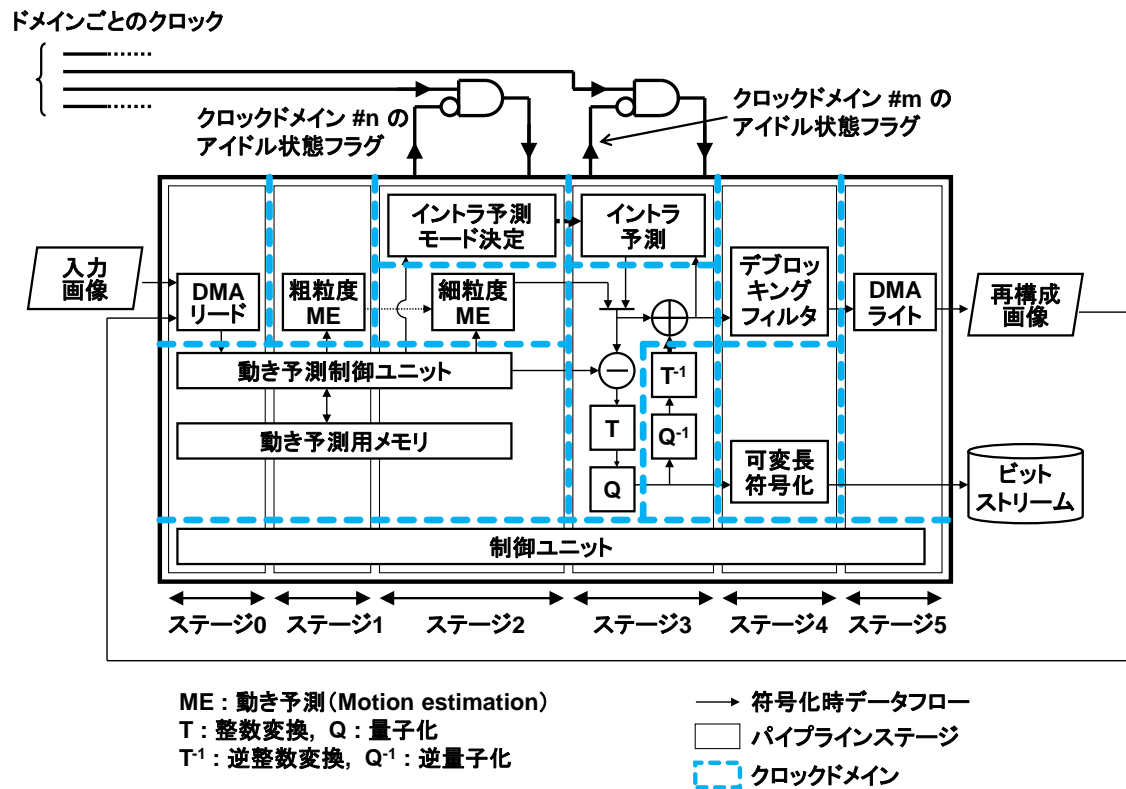 ドメインごとのクロック
クロックドメイン #n の
アイドル状態フラグ
クロックドメイン #m の
アイドル状態フラグ
入力
画像
DMA
リード
粗粒度
ME
イントラ予測
モード決定
細粒度
ME
イントラ
予測
デブロッ
キング
フィルタ
DMA
ライト
再構成
画像
動き予測制御ユニット
動き予測用メモリ
T
Q
T-1
Q-1
可変長
符号化
ビット
ストリーム
制御ユニット
ステージ0
ステージ1
ステージ2
ステージ3
ステージ4
ステージ5
ME : 動き予測(Motion estimation)
T : 整数変換, Q : 量子化
T-1 : 逆整数変換, Q-1 : 逆量子化
符号化時データフロー
パイプラインステージ
クロックドメイン